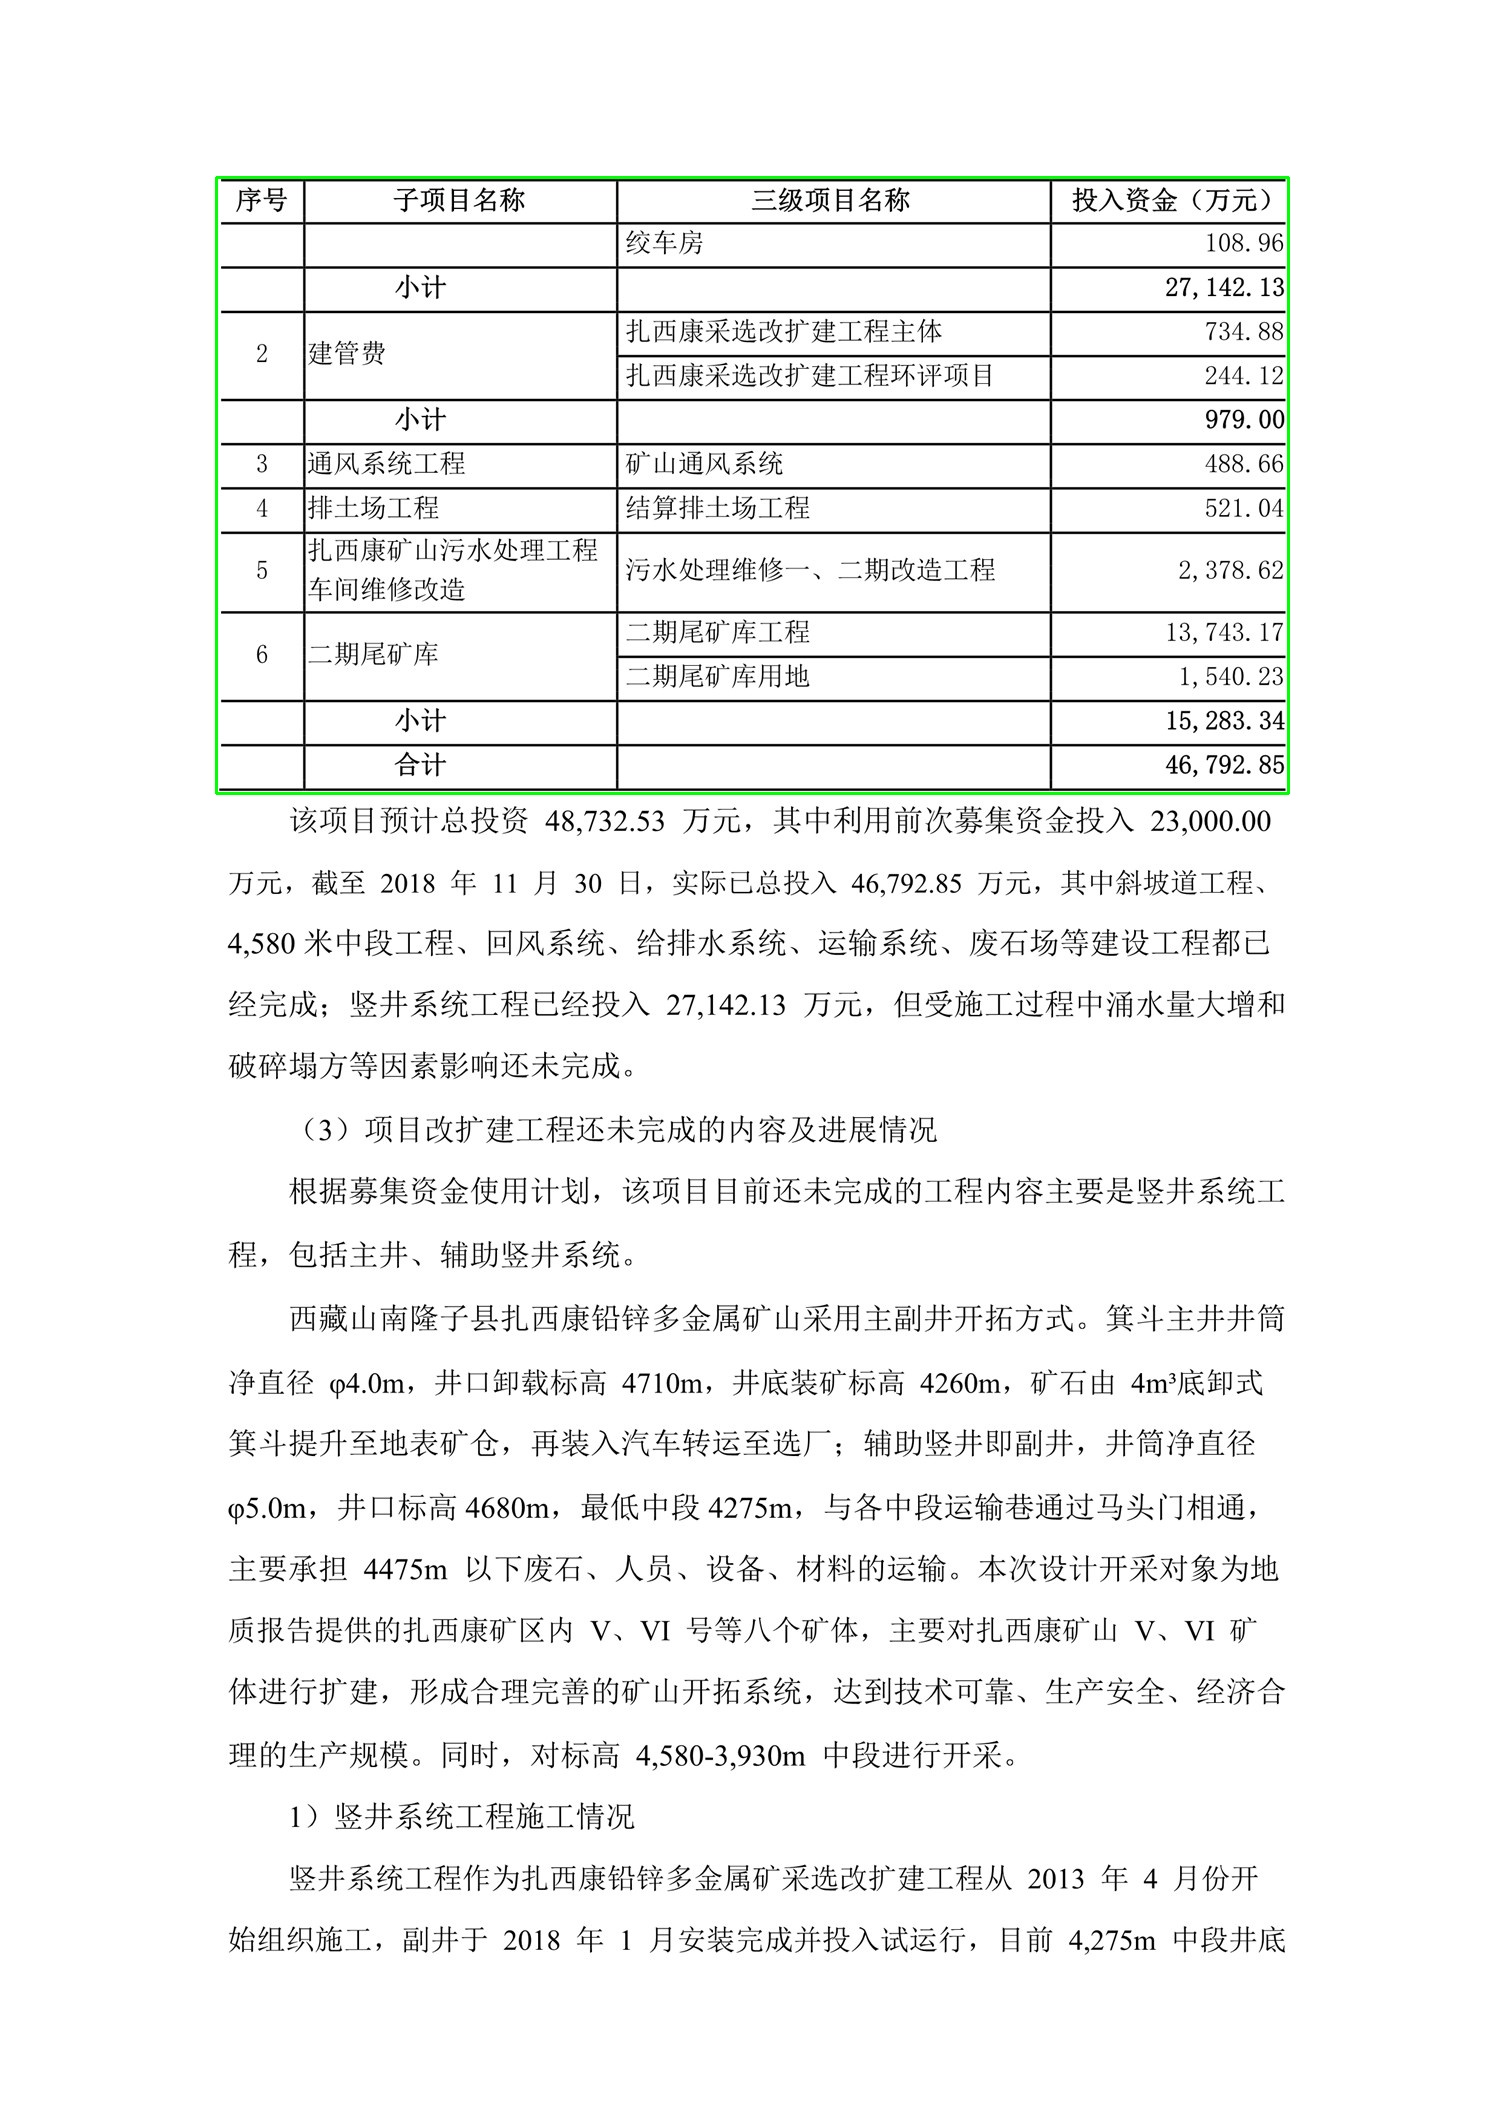 序号 子项目名称 三级项目名称 投入资金（万元）
绞车房 108.96
小计 27,142.13
2 建管费 扎西康采选改扩建工程主体 734.88
扎西康采选改扩建工程环评项目 244.12
小计 979.00
3 通风系统工程 矿山通风系统 488.66
4 排土场工程 结算排土场工程 521.04
5 扎西康矿山污水处理工程
车间维修改造 污水处理维修一、二期改造工程 2,378.62
6 二期尾矿库 二期尾矿库工程 13,743.17
二期尾矿库用地 1,540.23
小计 15,283.34
合计 46,792.85
该项目预计总投资 48,732.53 万元，其中利用前次募集资金投入 23,000.00
万元，截至 2018 年 11 月 30 日，实际已总投入 46,792.85 万元，其中斜坡道工程、
4,580 米中段工程、回风系统、给排水系统、运输系统、废石场等建设工程都已
经完成；竖井系统工程已经投入 27,142.13 万元，但受施工过程中涌水量大增和
破碎塌方等因素影响还未完成。
（3）项目改扩建工程还未完成的内容及进展情况
根据募集资金使用计划，该项目目前还未完成的工程内容主要是竖井系统工
程，包括主井、辅助竖井系统。
西藏山南隆子县扎西康铅锌多金属矿山采用主副井开拓方式。箕斗主井井筒
净直径 φ4.0m，井口卸载标高 4710m，井底装矿标高 4260m，矿石由 4m³底卸式
箕斗提升至地表矿仓，再装入汽车转运至选厂；辅助竖井即副井，井筒净直径
φ5.0m，井口标高 4680m，最低中段 4275m，与各中段运输巷通过马头门相通，
主要承担 4475m 以下废石、人员、设备、材料的运输。本次设计开采对象为地
质报告提供的扎西康矿区内 V、VI 号等八个矿体，主要对扎西康矿山 V、VI 矿
体进行扩建，形成合理完善的矿山开拓系统，达到技术可靠、生产安全、经济合
理的生产规模。同时，对标高 4,580-3,930m 中段进行开采。
1）竖井系统工程施工情况
竖井系统工程作为扎西康铅锌多金属矿采选改扩建工程从 2013 年 4 月份开
始组织施工，副井于 2018 年 1 月安装完成并投入试运行，目前 4,275m 中段井底